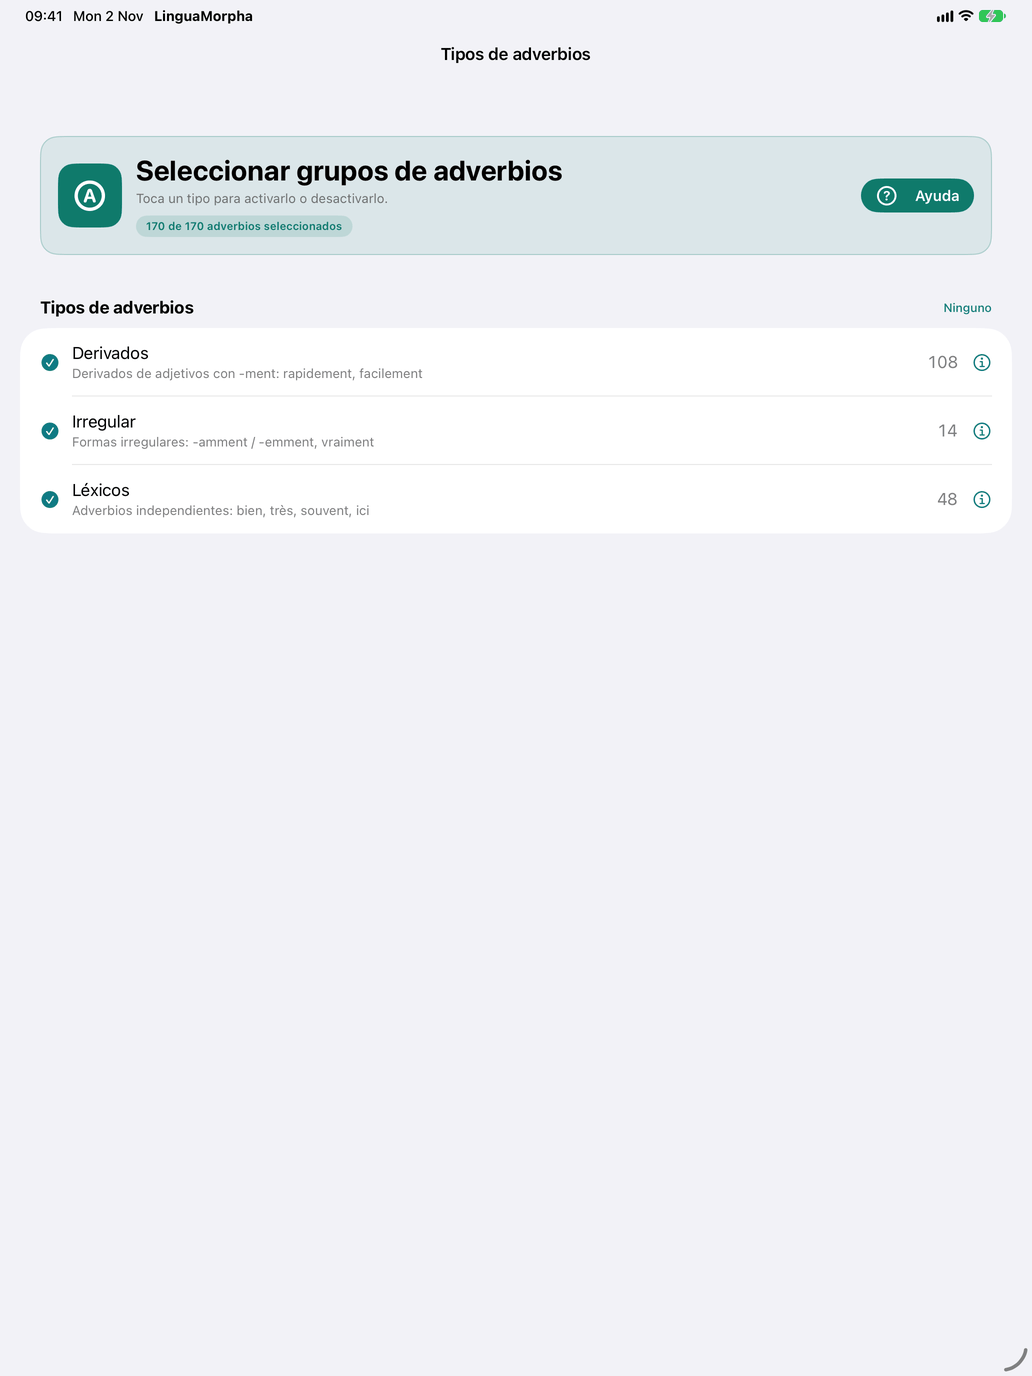 09:41 Mon 2 Nov LinguaMorpha
Tipos de adverbios
A
Seleccionar grupos de adverbios
Toca un tipo para activarlo o desactivarlo.
170 de 170 adverbios seleccionados
? Ayuda
Tipos de adverbios
Ninguno
Derivados
Derivados de adjetivos con -ment: rapidement, facilement
108
Irregular
Formas irregulares: -amment / -emment, vraiment
14
Léxicos
Adverbios independientes: bien, très, souvent, ici
48